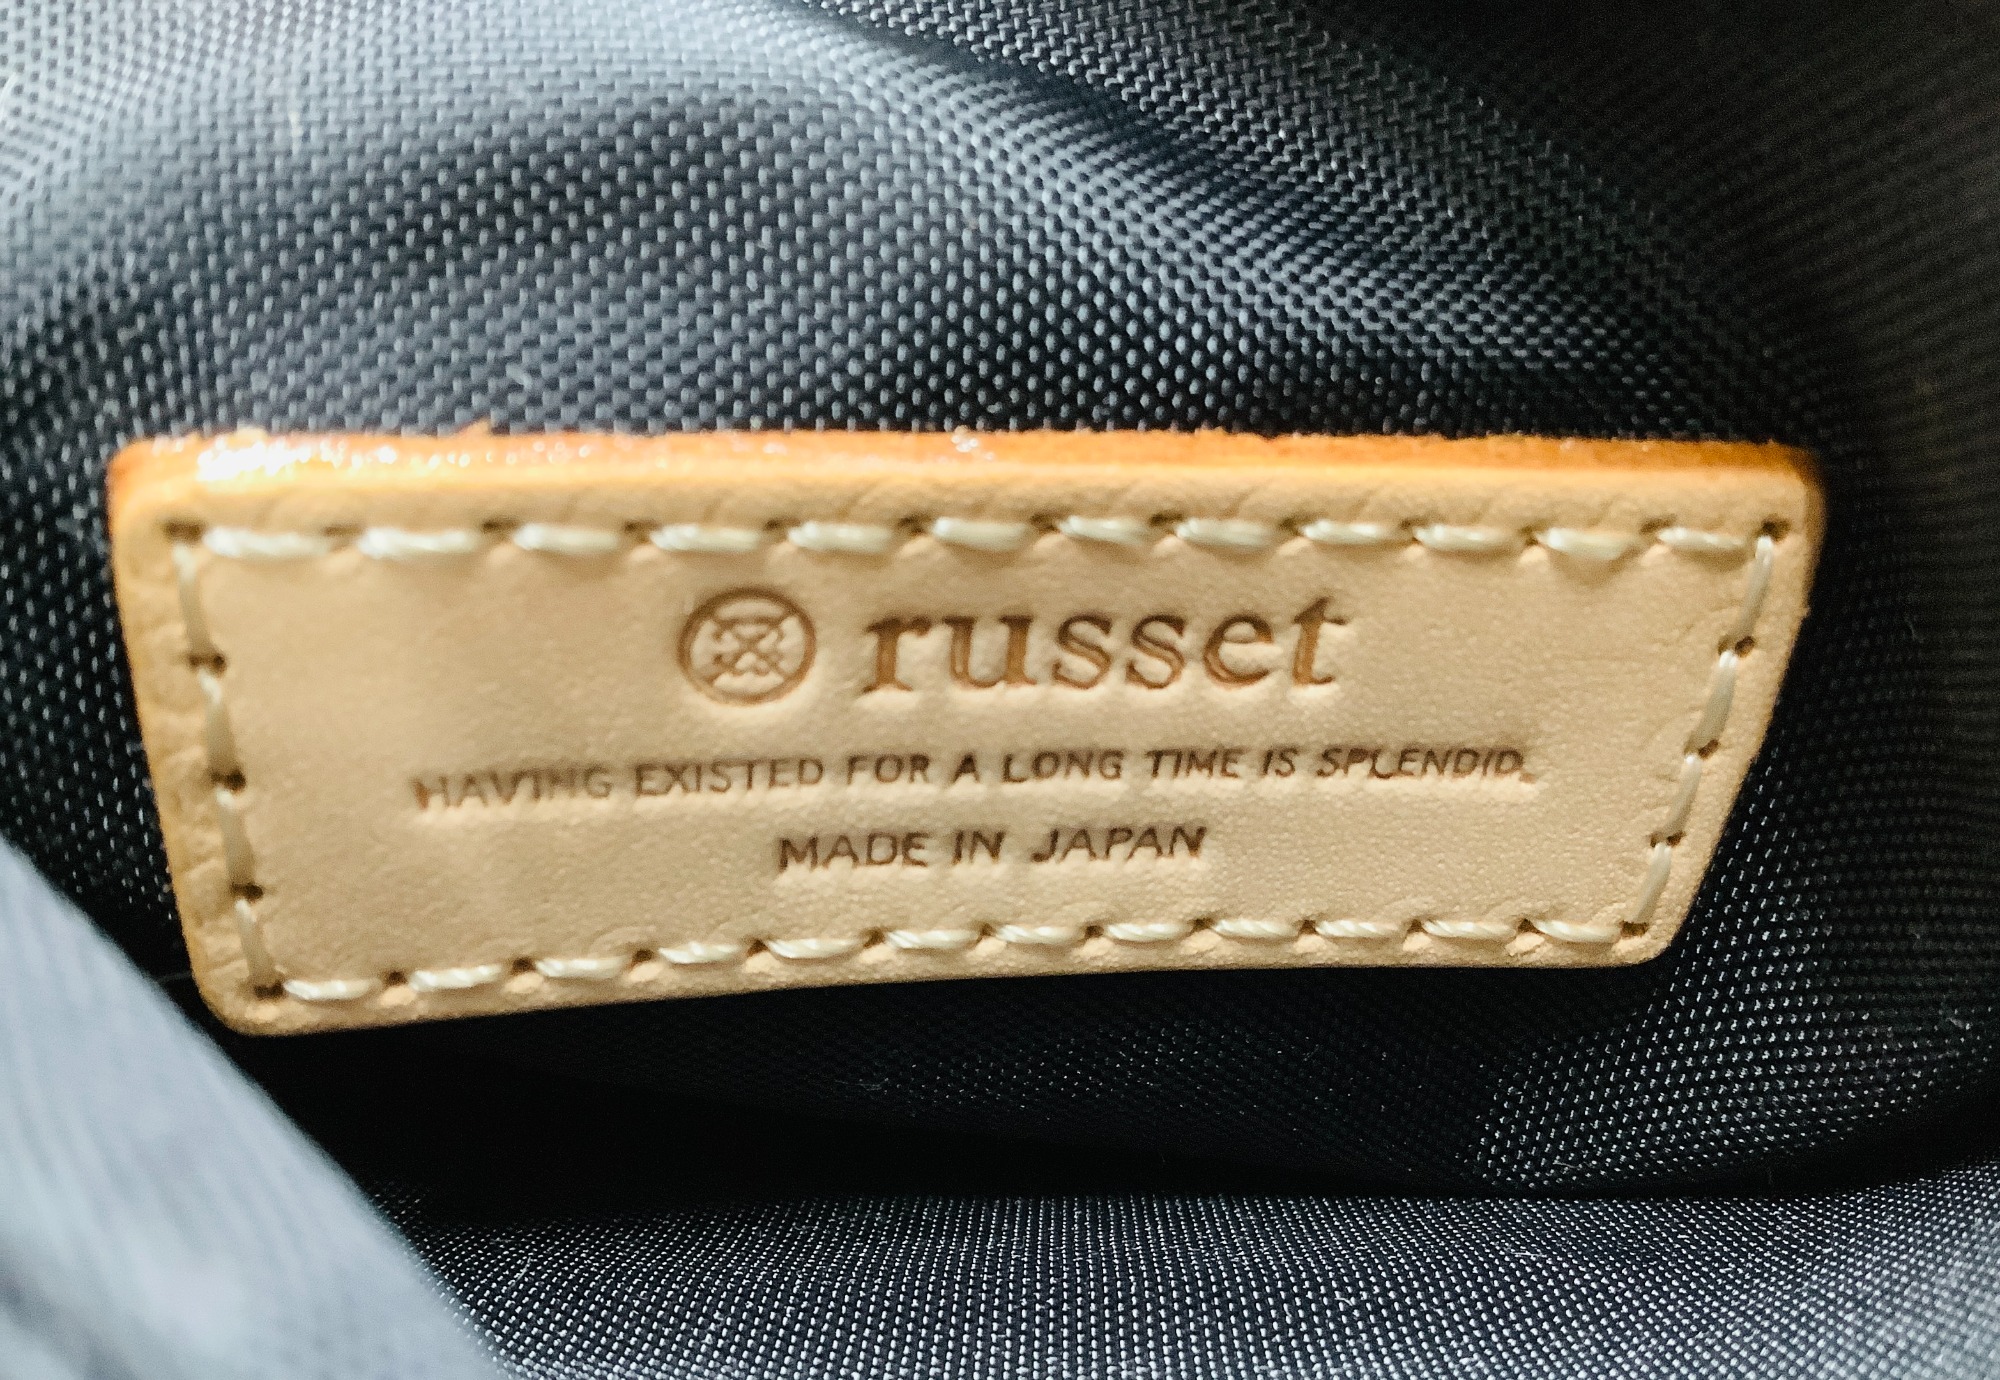 russet
HAVING EXISTED FOR A LONG TIME IS SPLENDID.
MADE IN JAPAN